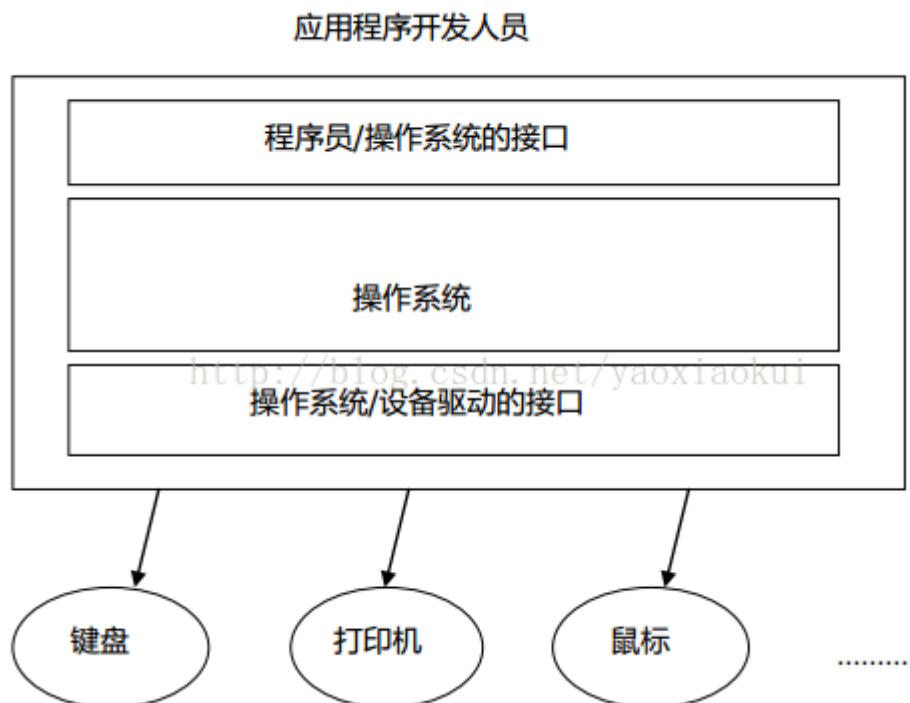 应用程序开发人员
程序员/操作系统的接口
操作系统
http://blog.csdn.net/yaoxiaokui
操作系统/设备驱动的接口
键盘
打印机
鼠标
.........